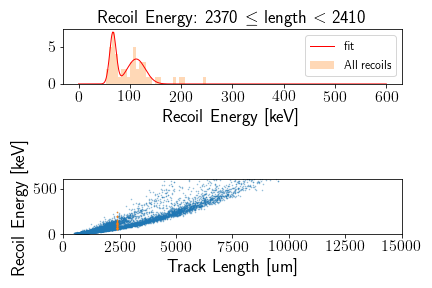 Recoil Energy: 2370 ≤ length < 2410
5
0
fit
All recoils
0 100 200 300 400 500 600
Recoil Energy [keV]
Recoil Energy [keV]
500
0
0 2500 5000 7500 10000 12500 15000
Track Length [um]